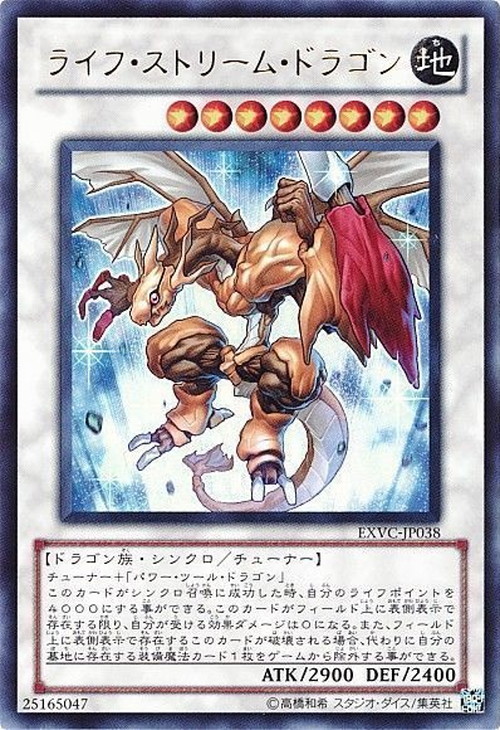 ライフ・ストリーム・ドラゴン
地
EXVC-JP038
【ドラゴン族・シンクロ/チューナー】
チューナー+「パワー・ツール・ドラゴン」
このカードがシンクロ召喚に成功した時、自分のライフポイントを
4000にする事ができる。このカードがフィールド上に表側表示で
存在する限り、自分が受ける効果ダメージは0になる。また、フィールド
上に表側表示で存在するこのカードが破壊される場合、代わりに自分の
墓地に存在する装備魔法カード1枚をゲームから除外する事ができる。
ATK/2900 DEF/2400
25165047
©高橋和希 スタジオ・ダイス/集英社